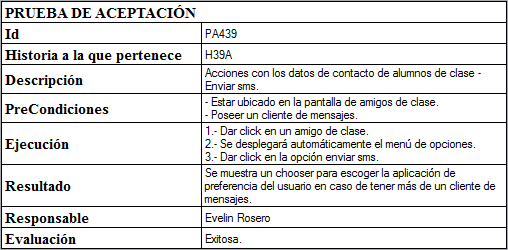 PRUEBA DE ACEPTACIÓN
Id PA439
Historia a la que pertenece H39A
Descripción Acciones con los datos de contacto de alumnos de clase -
Enviar sms.
PreCondiciones - Estar ubicado en la pantalla de amigos de clase.
- Poseer un cliente de mensajes.
Ejecución 1.- Dar click en un amigo de clase.
2.- Se desplegará automáticamente el menú de opciones.
3.- Dar click en la opción enviar sms.
Resultado Se muestra un chooser para escoger la aplicación de
preferencia del usuario en caso de tener más de un cliente de
mensajes.
Responsable Evelin Rosero
Evaluación Exitosa.